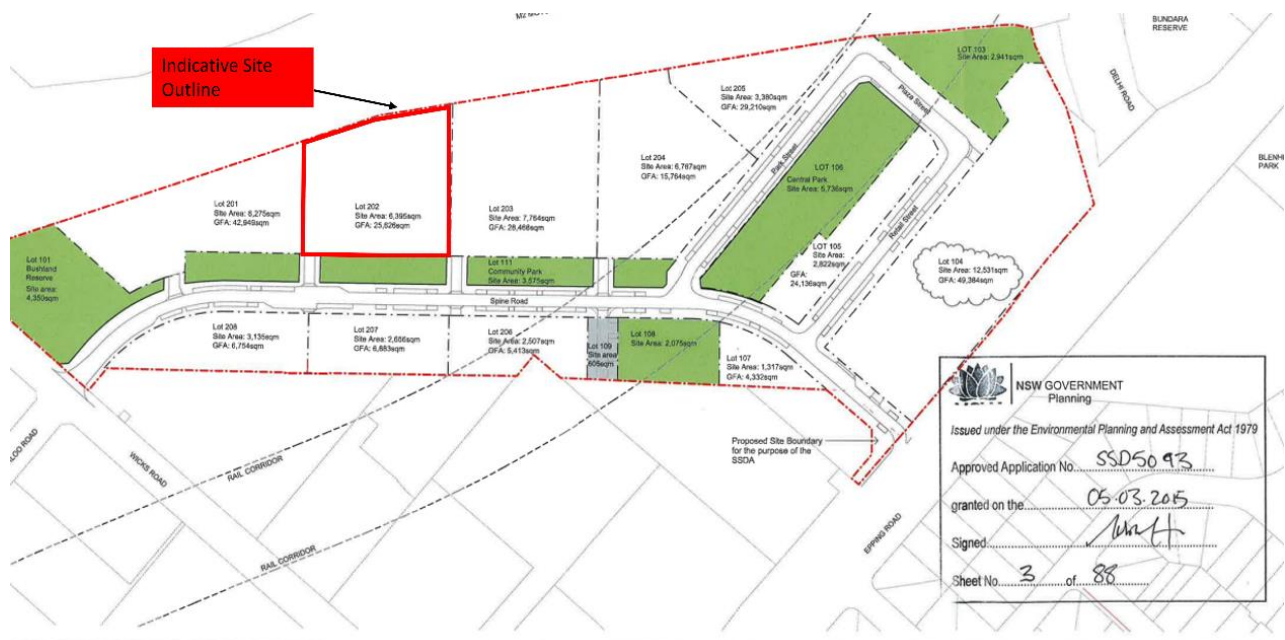 M2 MOT
BUNDARA
RESERVE
Indicative Site
Outline
LOT 103
Site Area: 2,941sqm
DELHI ROAD
Lot 205
Site Area: 3,380sqm
GFA: 29,210sqm
Plaza Street
Park Street
BLENH
PARK
Lot 204
Site Area: 6,767sqm
GFA: 15,764sqm
LOT 106
Central Park
Site Area: 5,736sqm
Retail Street
Lot 201
Site Area: 6,275sqm
GFA: 42,949sqm
Lot 202
Site Area: 6,395sqm
GFA: 25,626sqm
Lot 203
Site Area: 7,764sqm
GFA: 28,466sqm
LOT 105
Site Area:
2,822sqm
GFA:
24,136sqm
Lot 104
Site Area: 12,531sqm
GFA: 49,384sqm
Lot 101
Bushland
Reserve
Site area:
4,350sqm
Lot 111
Community Park
Site Area: 3,575sqm
Spine Road
Lot 208
Site Area: 3,135sqm
GFA: 6,754sqm
Lot 207
Site Area: 2,656sqm
GFA: 6,883sqm
Lot 206
Site Area: 2,507sqm
GFA: 5,413sqm
Lot 109
Site area
Lot 108
Site Area: 2,075sqm
Lot 107
Site Area: 1,317sqm
GFA: 4,332sqm
Proposed Site Boundary
for the purpose of the
SSDA
LOO ROAD
WICKS ROAD
RAIL CORRIDOR
RAIL CORRIDOR
EPPING ROAD
NSW GOVERNMENT
Planning
Issued under the Environmental Planning and Assessment Act 1979
Approved Application No. SSD5093
granted on the 05.03.2015
Signed
Sheet No. 3 of 88